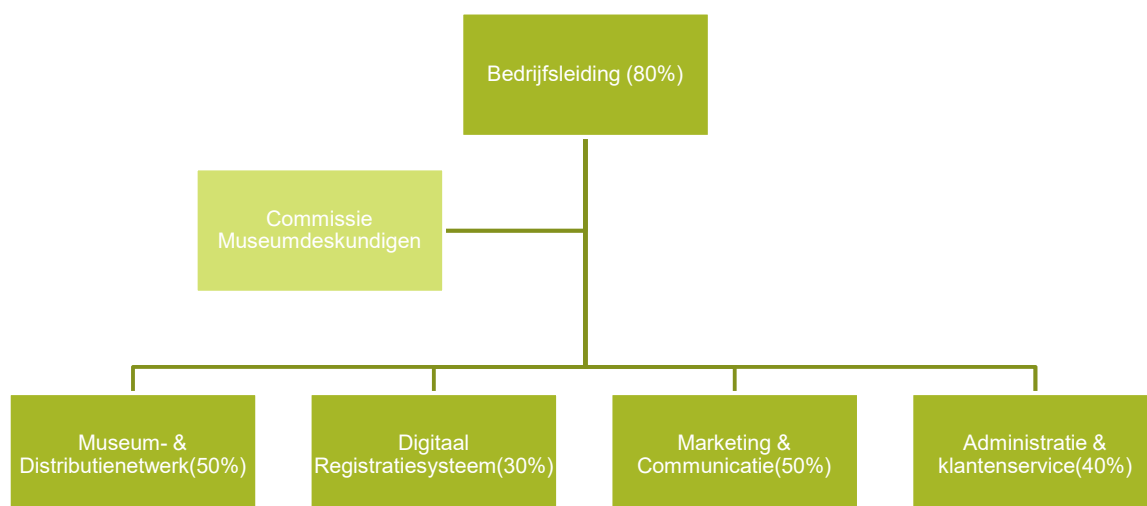 Bedrijfsleiding (80%)
Commissie
Museumdeskundigen
Museum- &
Distributienetwerk(50%)
Digitaal
Registratiesysteem(30%)
Marketing &
Communicatie(50%)
Administratie &
klantenservice(40%)